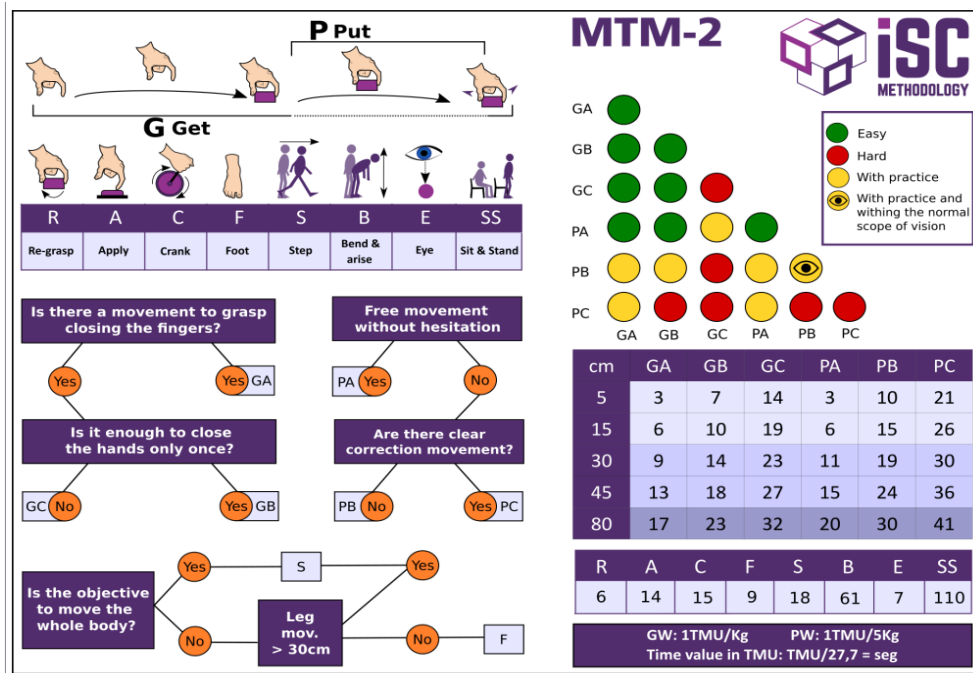 P Put
G Get
R A C F S B E SS
Re-grasp Apply Crank Foot Step Bend & arise Eye Sit & Stand
Is there a movement to grasp
closing the fingers?
Yes
Yes GA
Is it enough to close
the hands only once?
GC No
Yes GB
Free movement
without hesitation
PA Yes
No
Are there clear
correction movement?
PB No
Yes PC
Is the objective
to move the
whole body?
Yes
S
Yes
No
Leg
mov.
> 30cm
No
F
MTM-2
iSC
METHODOLOGY
GA
GB
GC
PA
PB
PC
GA GB GC PA PB PC
Easy
Hard
With practice
With practice and
withing the normal
scope of vision
cm GA GB GC PA PB PC
5 3 7 14 3 10 21
15 6 10 19 6 15 26
30 9 14 23 11 19 30
45 13 18 27 15 24 36
80 17 23 32 20 30 41
R A C F S B E SS
6 14 15 9 18 61 7 110
GW: 1TMU/Kg PW: 1TMU/5Kg
Time value in TMU: TMU/27,7 = seg